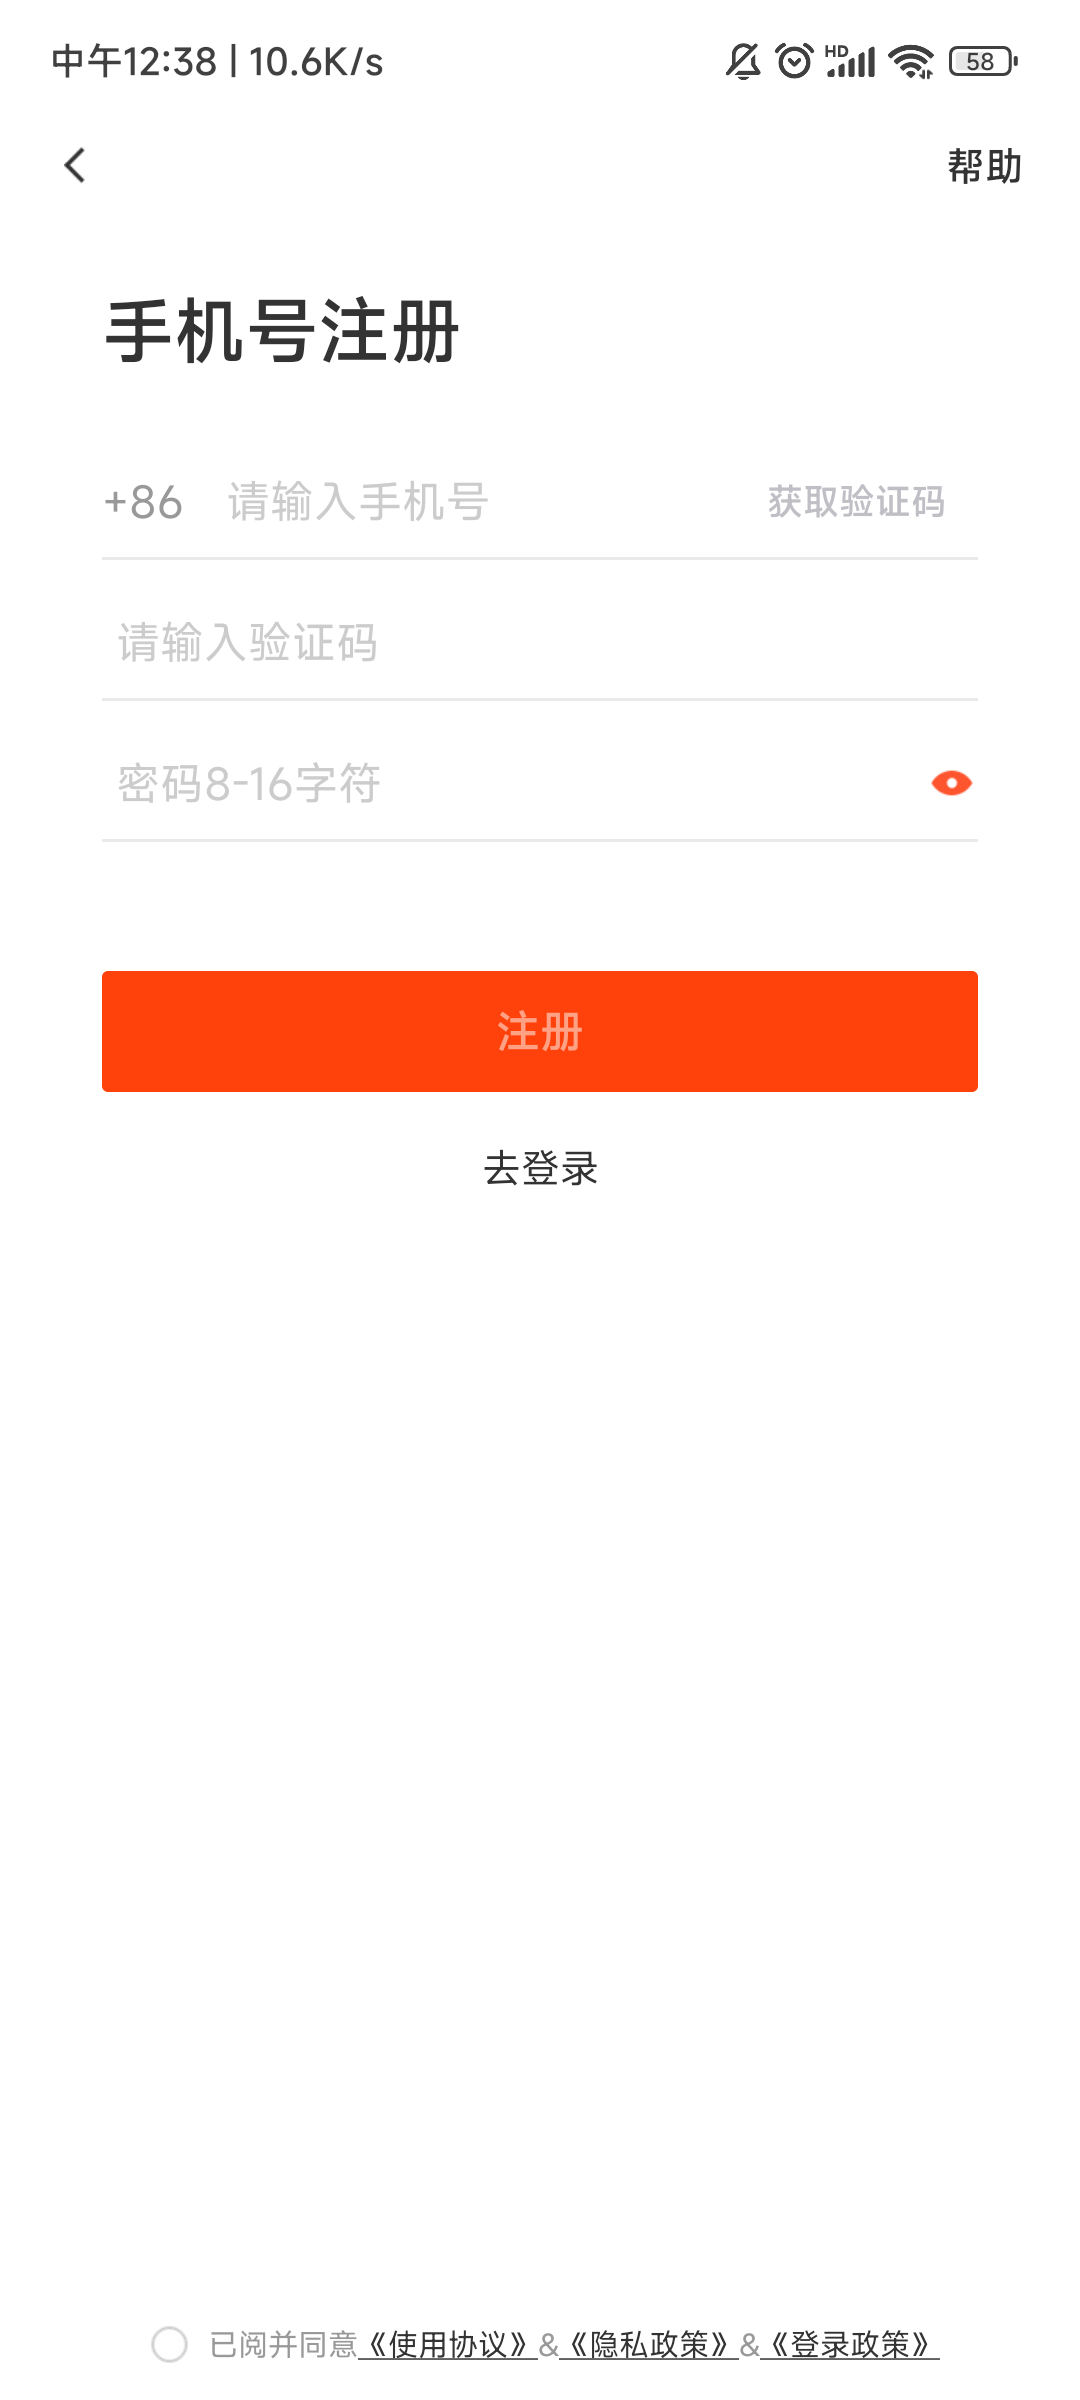 中午12:38 | 10.6K/s HD 58
帮助
手机号注册
+86 请输入手机号 获取验证码
请输入验证码
密码8-16字符
注册
去登录
已阅并同意《使用协议》&《隐私政策》&《登录政策》